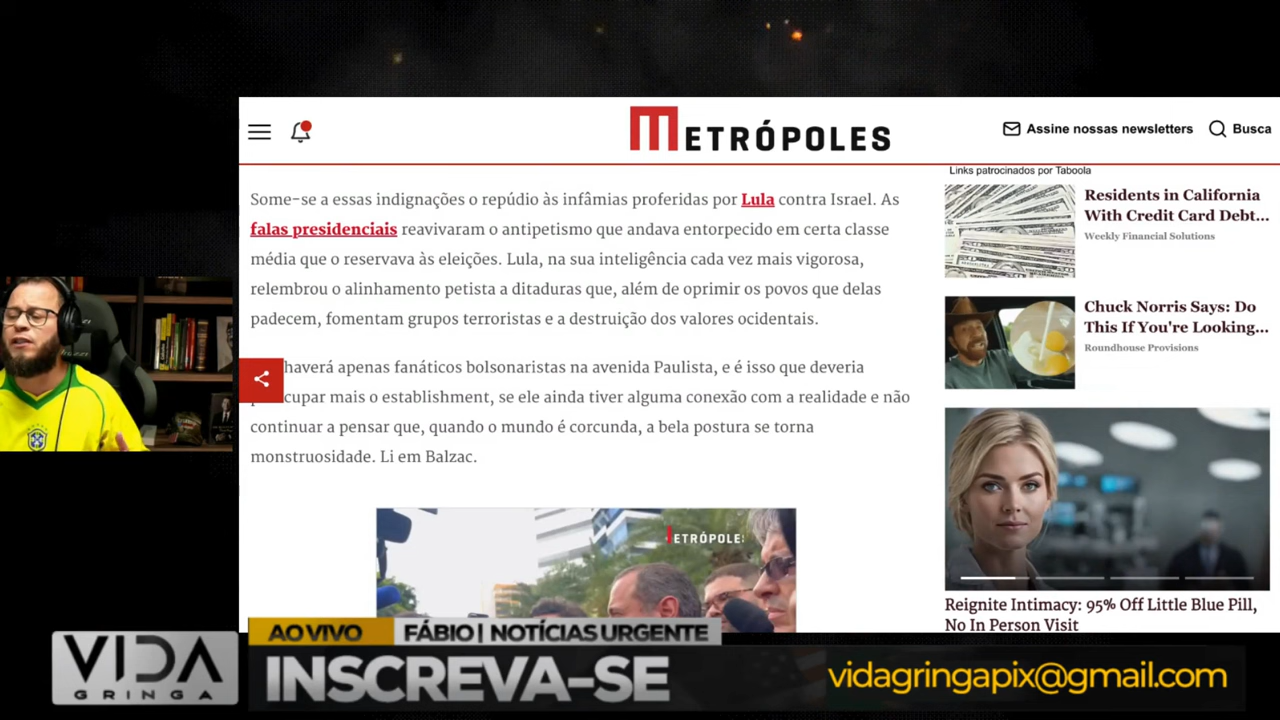 METRÓPOLES
Assine nossas newsletters
Busca
Some-se a essas indignações o repúdio às infâmias proferidas por Lula contra Israel. As
falas presidenciais reavivaram o antipetismo que andava entorpecido em certa classe
média que o reservava às eleições. Lula, na sua inteligência cada vez mais vigorosa,
relembrou o alinhamento petista a ditaduras que, além de oprimir os povos que delas
padecem, fomentam grupos terroristas e a destruição dos valores ocidentais.
haverá apenas fanáticos bolsonaristas na avenida Paulista, e é isso que deveria
cupar mais o establishment, se ele ainda tiver alguma conexão com a realidade e não
continuar a pensar que, quando o mundo é corcunda, a bela postura se torna
monstruosidade. Li em Balzac.
METRÓPOLES
Links patrocinados por Taboola
Residents in California
With Credit Card Debt...
Weekly Financial Solutions
Chuck Norris Says: Do
This If You're Looking...
Roundhouse Provisions
Reignite Intimacy: 95% Off Little Blue Pill,
No In Person Visit
VIDA
GRINGA
AO VIVO
FÁBIO | NOTÍCIAS URGENTE
INSCREVA-SE
vidagringapix@gmail.com